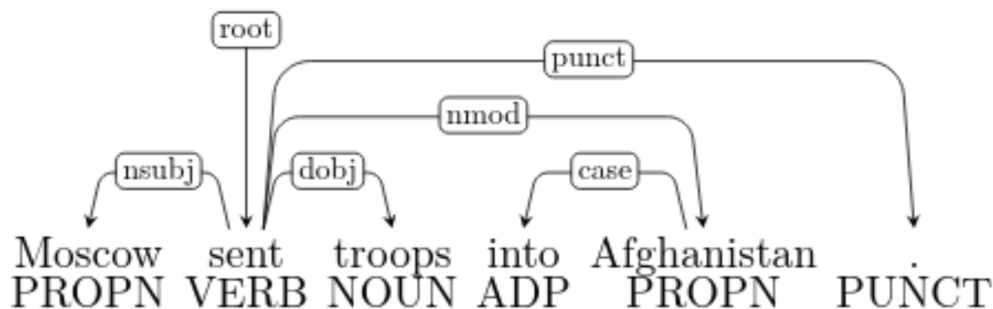 root
punct
nmod
nsubj dobj case
Moscow sent troops into Afghanistan .
PROPN VERB NOUN ADP PROPN PUNCT